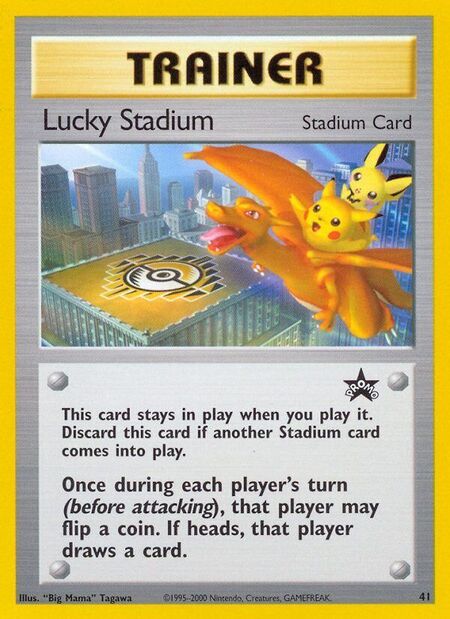 TRAINER
Lucky Stadium Stadium Card
PROMO
This card stays in play when you play it.
Discard this card if another Stadium card
comes into play.
Once during each player's turn
(before attacking), that player may
flip a coin. If heads, that player
draws a card.
Illus. "Big Mama" Tagawa ©1995-2000 Nintendo, Creatures, GAMEFREAK. 41